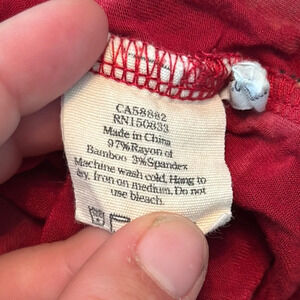 CA58882
RN150833
Made in China
97%Rayon of
Bamboo 3%Spandex
Machine wash cold. Hang to
dry, iron on medium. Do not
use bleach.